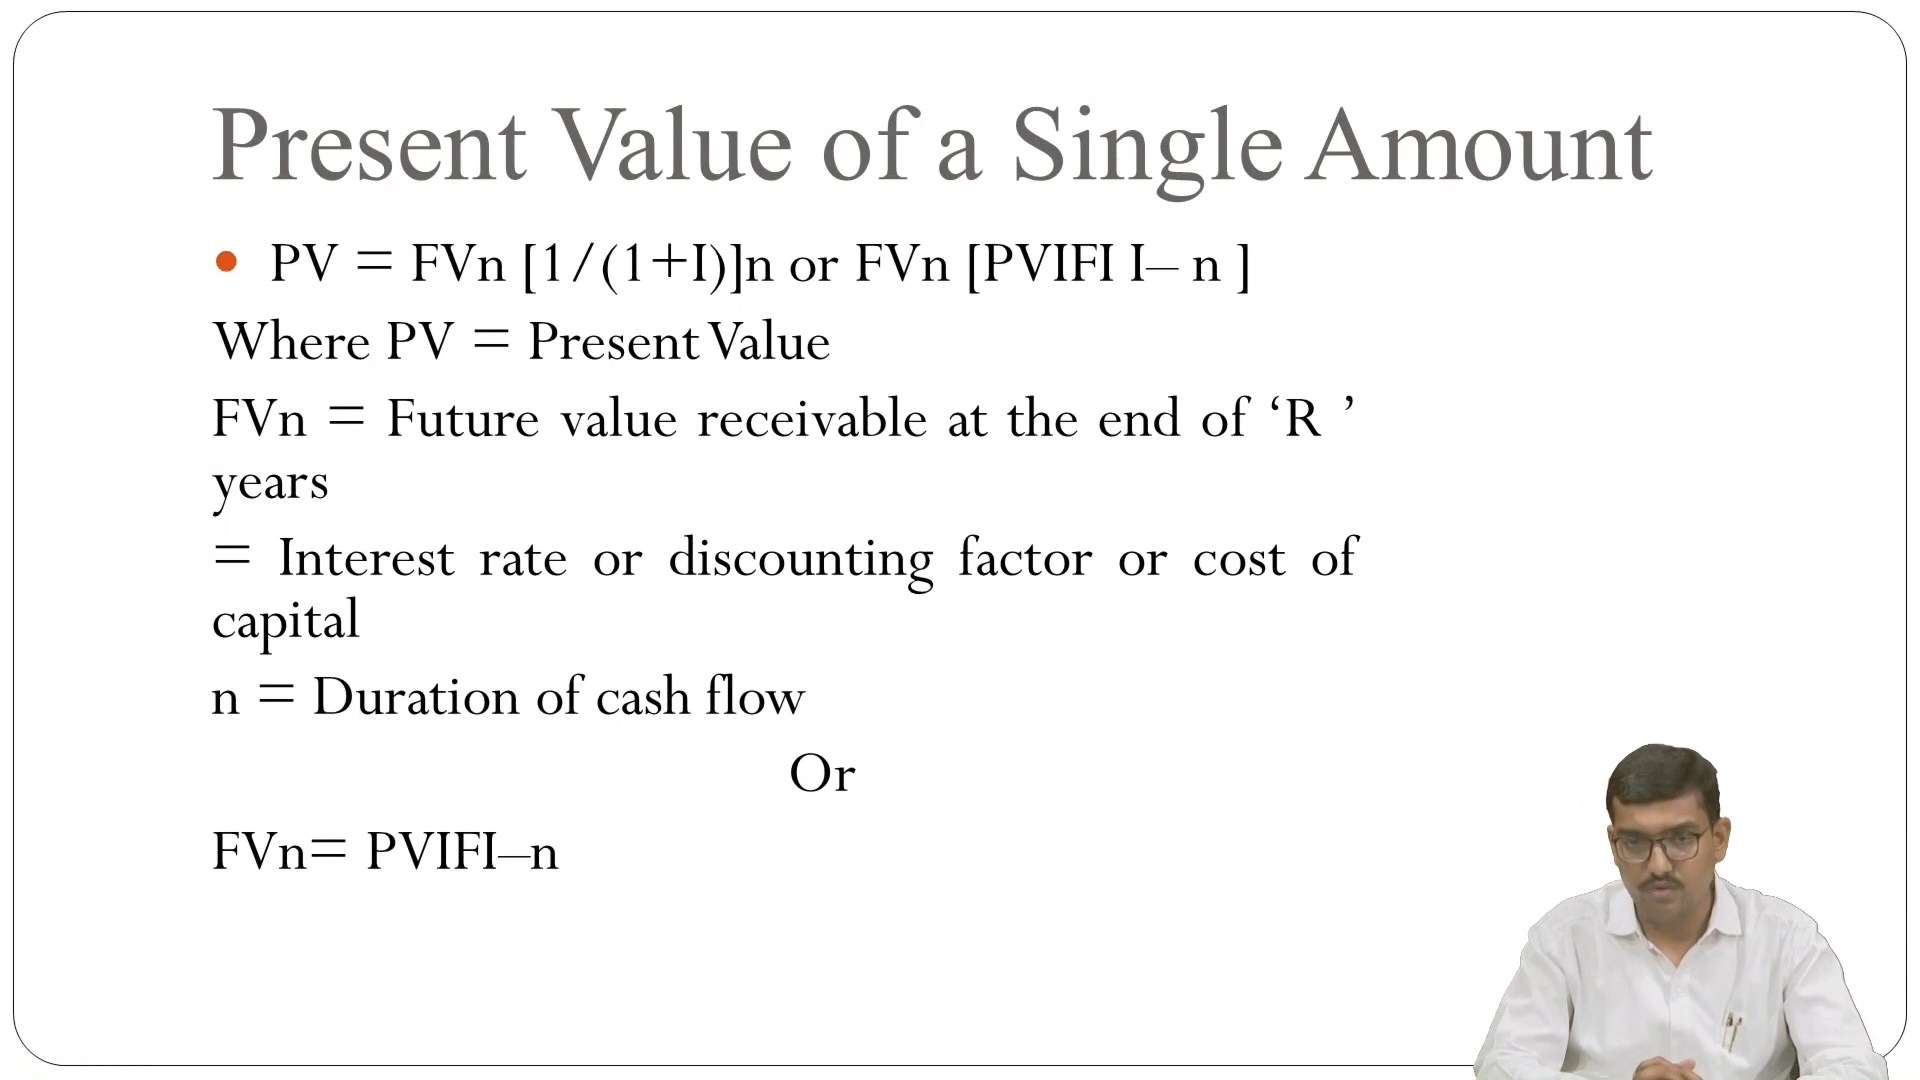 Present Value of a Single Amount
• PV = FVn [1/(1+I)]n or FVn [PVIFI I– n ]
Where PV = Present Value
FVn = Future value receivable at the end of ‘R ’
years
= Interest rate or discounting factor or cost of
capital
n = Duration of cash flow
Or
FVn= PVIFI–n